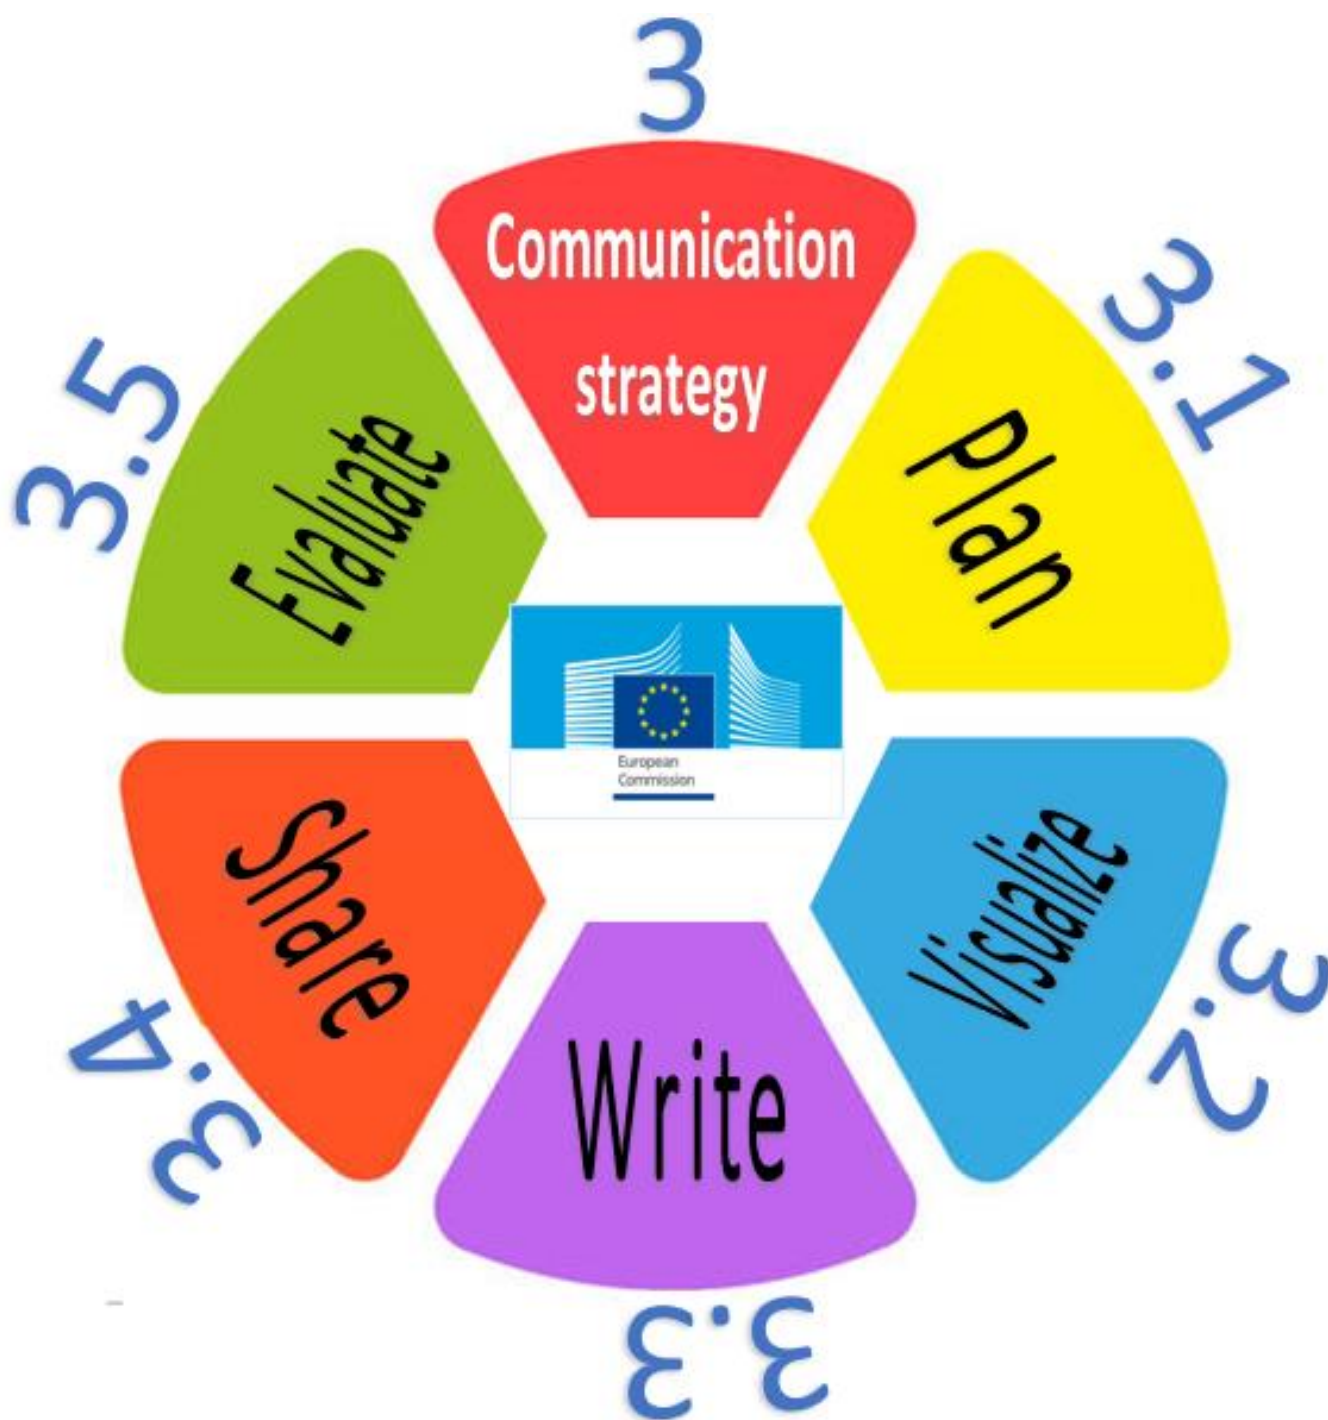 3
Communication
strategy
3.1
Plan
3.2
Visualize
3.3
Write
3.4
Share
3.5
Evaluate
European
Commission